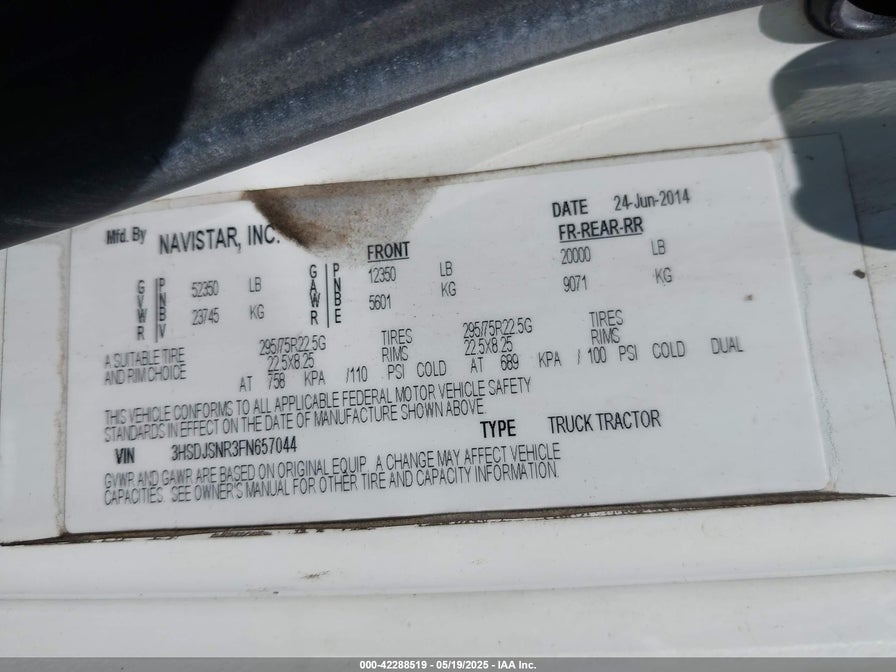 Mfd. By NAVISTAR, INC. DATE 24-Jun-2014
FRONT FR-REAR-RR
GVWR PNBV 52350 LB GAWR PNBE 12350 LB 20000 LB
23745 KG 5601 KG 9071 KG
A SUITABLE TIRE AND RIM CHOICE
295/75R22.5G TIRES 295/75R22.5G TIRES
22.5X8.25 RIMS 22.5X8.25 RIMS
AT 758 KPA /110 PSI COLD AT 689 KPA / 100 PSI COLD DUAL
THIS VEHICLE CONFORMS TO ALL APPLICABLE FEDERAL MOTOR VEHICLE SAFETY
STANDARDS IN EFFECT ON THE DATE OF MANUFACTURE SHOWN ABOVE.
VIN 3HSDJSNR3FN657044 TYPE TRUCK TRACTOR
GVWR AND GAWR ARE BASED ON ORIGINAL EQUIP. A CHANGE MAY AFFECT VEHICLE
CAPACITIES. SEE OWNER'S MANUAL FOR OTHER TIRE AND CAPACITY INFORMATION.
000-42288519 - 05/19/2025 - IAA Inc.